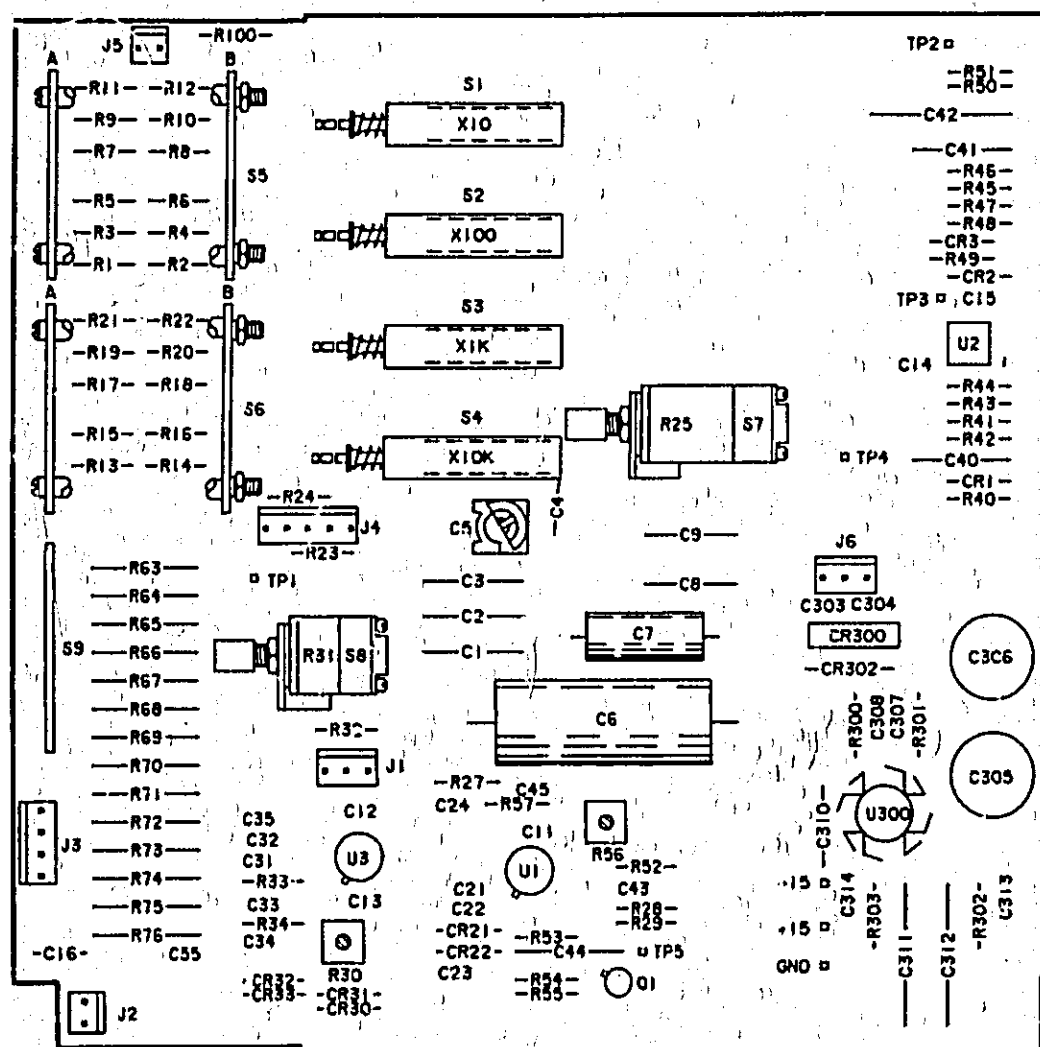 J5 -R100- TP2
A B
-R51-
-R50-
-R11- -R12- S1
-R9- -R10- X10 -C42-
-R7- -R8- -C41-
S5 -R46-
-R45-
-R5- -R6- S2 -R47-
-R3- -R4- X100 -R48-
-CR3-
-R49-
-R1- -R2- -CR2-
A B
TP3 C15
S3
-R21- -R22-
-R19- -R20- X1K U2
C14
-R17- -R18- -R44-
-R43-
S6 S4 R25 S7 -R41-
-R15- -R16- -R42-
-R13- -R14- X10K TP4 -C40-
-CR1-
-R24- -R40-
C4
J4 C5
-R23- -C9- J6
-R63- TP1 -C3- -C8-
-R64- C303 C304
-R65- -C2- C7 CR300
S9 -R66- R31 S8 -C1- C3C6
-R67- -CR302-
-R68- C6 -R300- C308 C307 -R301-
-R69- -R32-
-R70- J1 C305
-R71- -R27- C45
C24 -R57-
C35 C12 U300
-R72- C32 C11 -C310-
J3 -R73- C31 U3 R56
-R74- -R33- U1 -R52-
C21 C43 -15 C314
-R75- C33 C13 C22 -R28- -R303- -R302- C313
-R34- -R29- +15
-R76- C34 -CR21- -R53-
-C16- C55 -CR22- -C44- TP5 -C311- -C312-
R30 C23 GND
-CR32- -R54- Q1
-CR33- -CR31- -R55-
-CR30-
J2